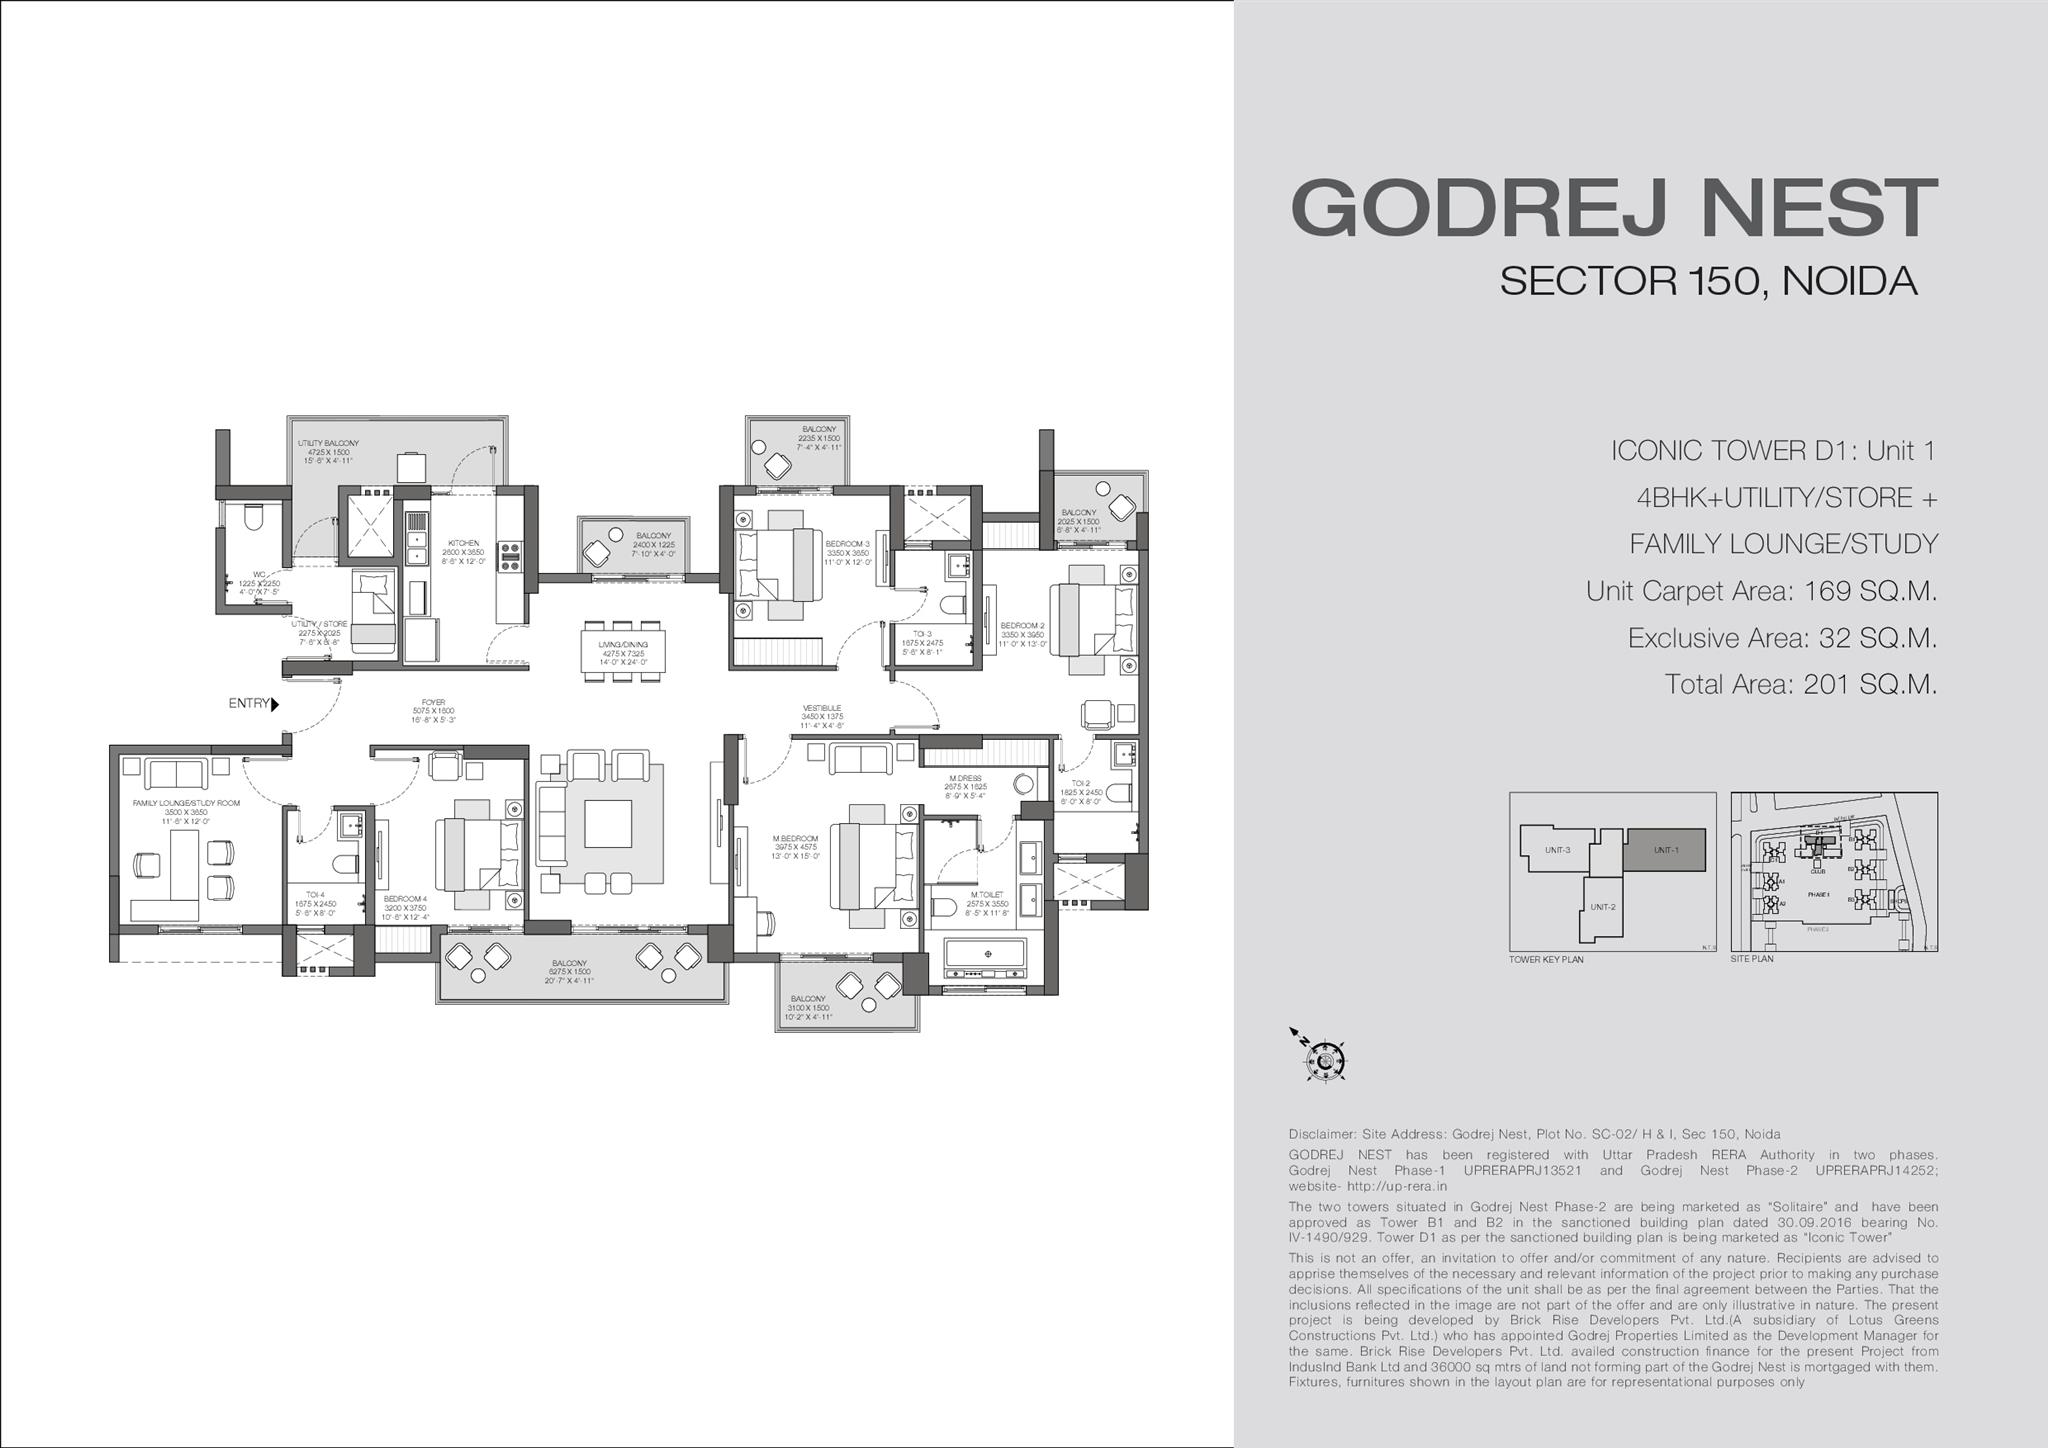 UTILITY BALCONY
4725 X 1500
15'-6" X 4'-11"
BALCONY
2235 X 1500
7'-4" X 4'-11"
BALCONY
2025 X 1500
6'-8" X 4'-11"
BALCONY
2400 X 1225
7'-10" X 4'-0"
KITCHEN
2600 X 3650
8'-6" X 12'-0"
BEDROOM-3
3350 X 3650
11'-0" X 12'-0"
WC
1225 X 2250
4'-0" X 7'-5"
UTILITY / STORE
2275 X 2025
7'-6" X 6'-8"
LIVING/DINING
4275 X 7325
14'-0" X 24'-0"
TOI-3
1675 X 2475
5'-6" X 8'-1"
BEDROOM-2
3350 X 3950
11'-0" X 13'-0"
ENTRY
FOYER
5075 X 1600
16'-8" X 5'-3"
VESTIBULE
3450 X 1375
11'-4" X 4'-6"
FAMILY LOUNGE/STUDY ROOM
3500 X 3650
11'-6" X 12'-0"
M.DRESS
2675 X 1625
8'-9" X 5'-4"
TOI-2
1825 X 2450
6'-0" X 8'-0"
M.BEDROOM
3975 X 4575
13'-0" X 15'-0"
TOI-4
1675 X 2450
5'-6" X 8'-0"
BEDROOM 4
3200 X 3750
10'-6" X 12'-4"
M.TOILET
2575 X 3550
8'-5" X 11' 8"
BALCONY
6275 X 1500
20'-7" X 4'-11"
BALCONY
3100 X 1500
10'-2" X 4'-11"
GODREJ NEST
SECTOR 150, NOIDA
ICONIC TOWER D1: Unit 1
4BHK+UTILITY/STORE +
FAMILY LOUNGE/STUDY
Unit Carpet Area: 169 SQ.M.
Exclusive Area: 32 SQ.M.
Total Area: 201 SQ.M.
UNIT-3
UNIT-1
UNIT-2
N.T.S
TOWER KEY PLAN
CLUB
PHASE I
PHASE2
A1
A2
B2
N.T.S
SITE PLAN
N
Disclaimer: Site Address: Godrej Nest, Plot No. SC-02/ H & I, Sec 150, Noida
GODREJ NEST has been registered with Uttar Pradesh RERA Authority in two phases.
Godrej Nest Phase-1 UPRERAPRJ13521 and Godrej Nest Phase-2 UPRERAPRJ14252;
website- http://up-rera.in
The two towers situated in Godrej Nest Phase-2 are being marketed as “Solitaire” and have been
approved as Tower B1 and B2 in the sanctioned building plan dated 30.09.2016 bearing No.
IV-1490/929. Tower D1 as per the sanctioned building plan is being marketed as “Iconic Tower”
This is not an offer, an invitation to offer and/or commitment of any nature. Recipients are advised to
apprise themselves of the necessary and relevant information of the project prior to making any purchase
decisions. All specifications of the unit shall be as per the final agreement between the Parties. That the
inclusions reflected in the image are not part of the offer and are only illustrative in nature. The present
project is being developed by Brick Rise Developers Pvt. Ltd.(A subsidiary of Lotus Greens
Constructions Pvt. Ltd.) who has appointed Godrej Properties Limited as the Development Manager for
the same. Brick Rise Developers Pvt. Ltd. availed construction finance for the present Project from
IndusInd Bank Ltd and 36000 sq mtrs of land not forming part of the Godrej Nest is mortgaged with them.
Fixtures, furnitures shown in the layout plan are for representational purposes only